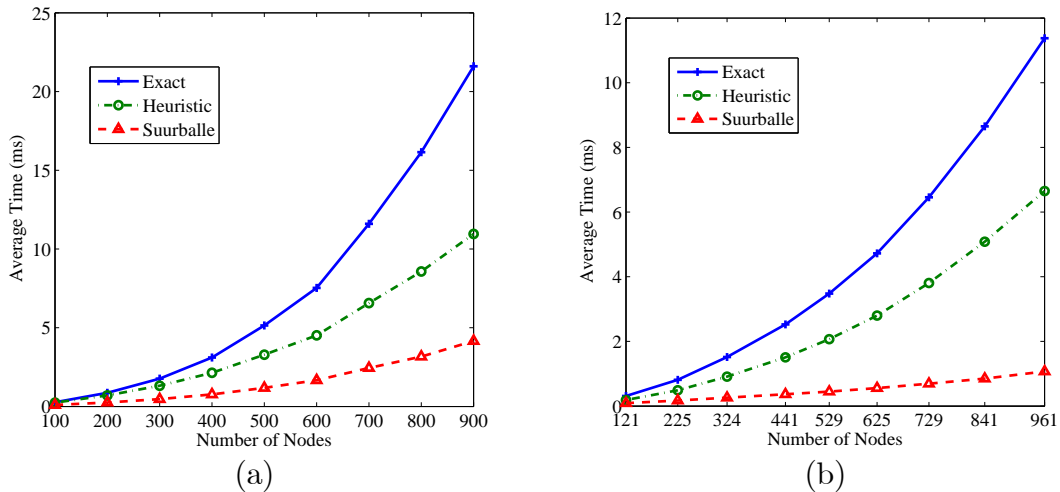 25
20
15
10
5
0
Average Time (ms)
Exact
Heuristic
Suurballe
100 200 300 400 500 600 700 800 900
Number of Nodes
(a)
12
10
8
6
4
2
0
Average Time (ms)
Exact
Heuristic
Suurballe
121 225 324 441 529 625 729 841 961
Number of Nodes
(b)